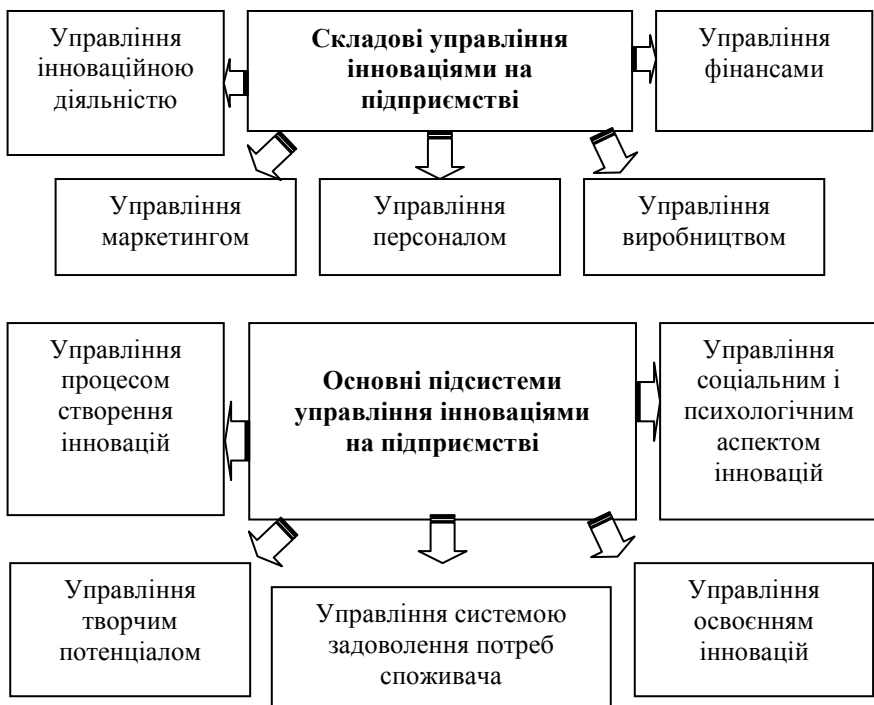 Управління
інноваційною
діяльністю
Складові управління
інноваціями на
підприємстві
Управління
фінансами
Управління
маркетингом
Управління
персоналом
Управління
виробництвом
Управління
процесом
створення
інновацій
Основні підсистеми
управління інноваціями
на підприємстві
Управління
соціальним і
психологічним
аспектом
інновацій
Управління
творчим
потенціалом
Управління системою
задоволення потреб
споживача
Управління
освоєнням
інновацій